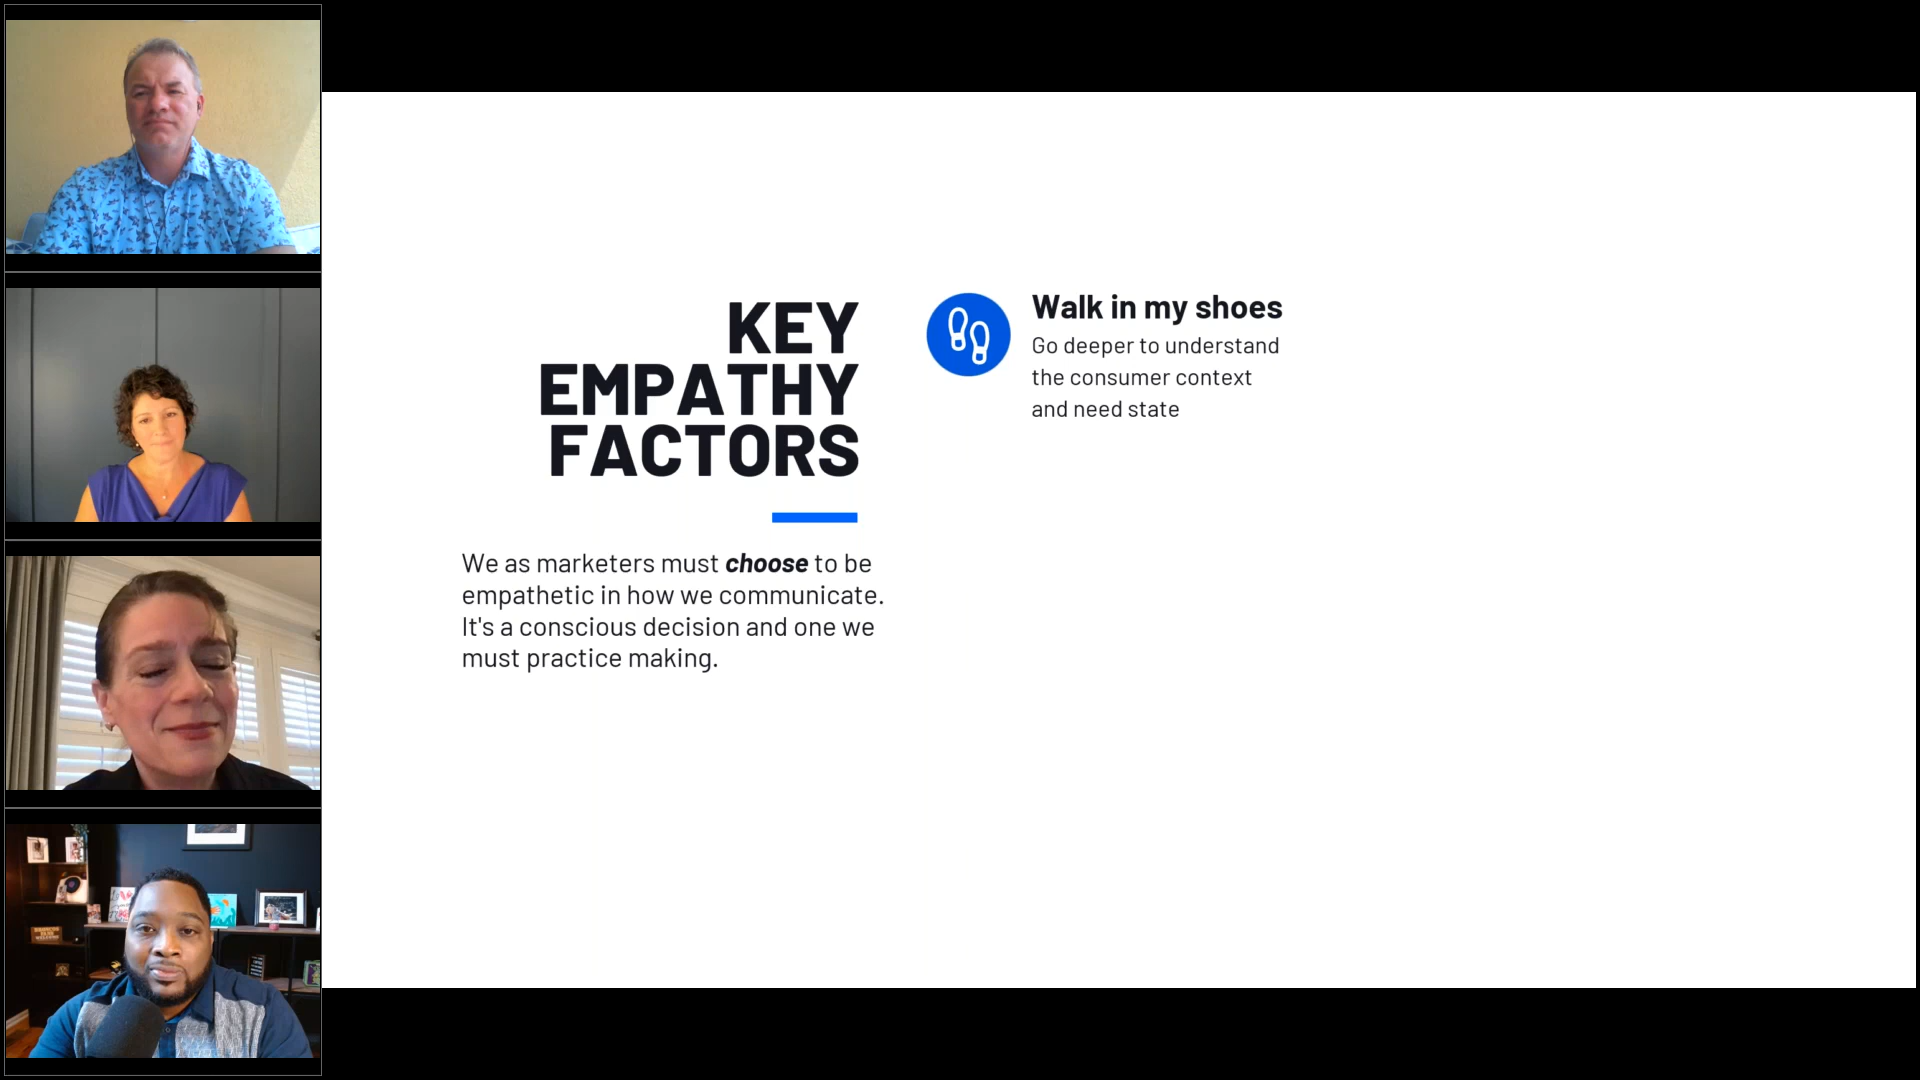 KEY
EMPATHY
FACTORS
We as marketers must choose to be
empathetic in how we communicate.
It's a conscious decision and one we
must practice making.
Walk in my shoes
Go deeper to understand
the consumer context
and need state